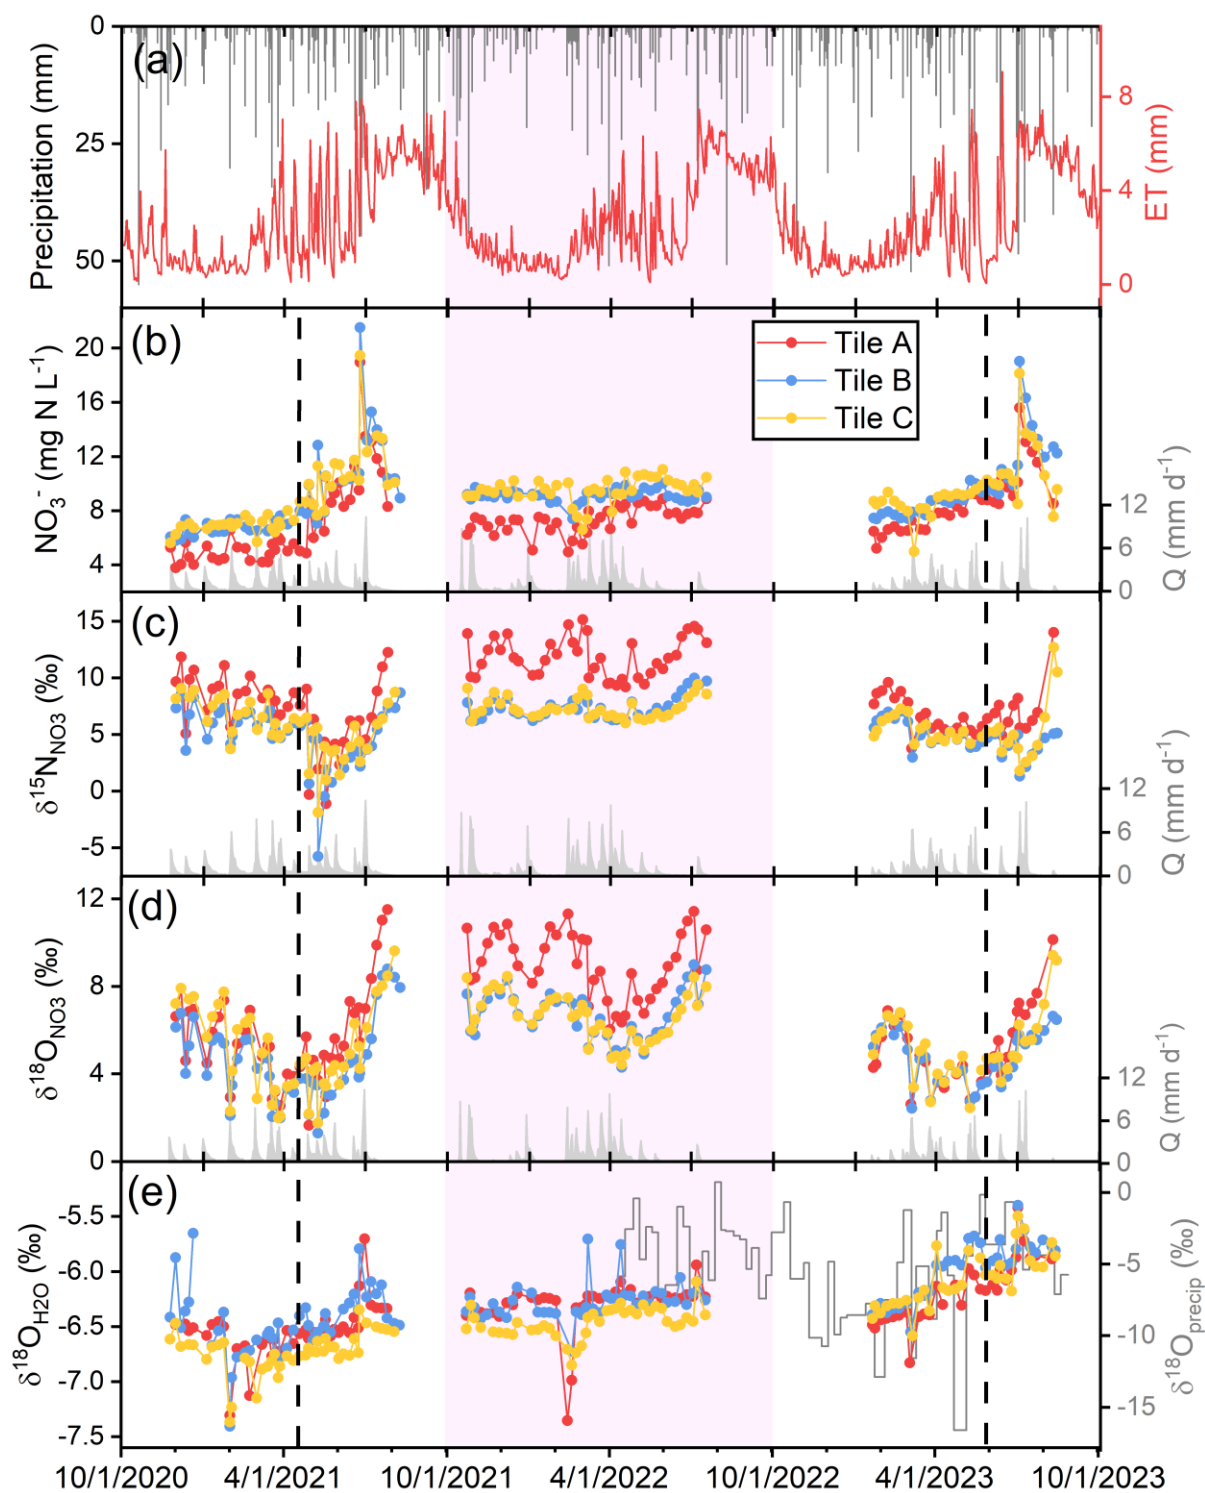 (a)
Precipitation (mm)
0
25
50
ET (mm)
8
4
0
(b)
NO₃⁻ (mg N L⁻¹)
20
16
12
8
4
Tile A
Tile B
Tile C
Q (mm d⁻¹)
12
6
0
(c)
δ¹⁵N_NO3 (‰)
15
10
5
0
-5
Q (mm d⁻¹)
12
6
0
(d)
δ¹⁸O_NO3 (‰)
12
8
4
0
Q (mm d⁻¹)
12
6
0
(e)
δ¹⁸O_H2O (‰)
-5.5
-6.0
-6.5
-7.0
-7.5
δ¹⁸O_precip (‰)
0
-5
-10
-15
10/1/2020 4/1/2021 10/1/2021 4/1/2022 10/1/2022 4/1/2023 10/1/2023